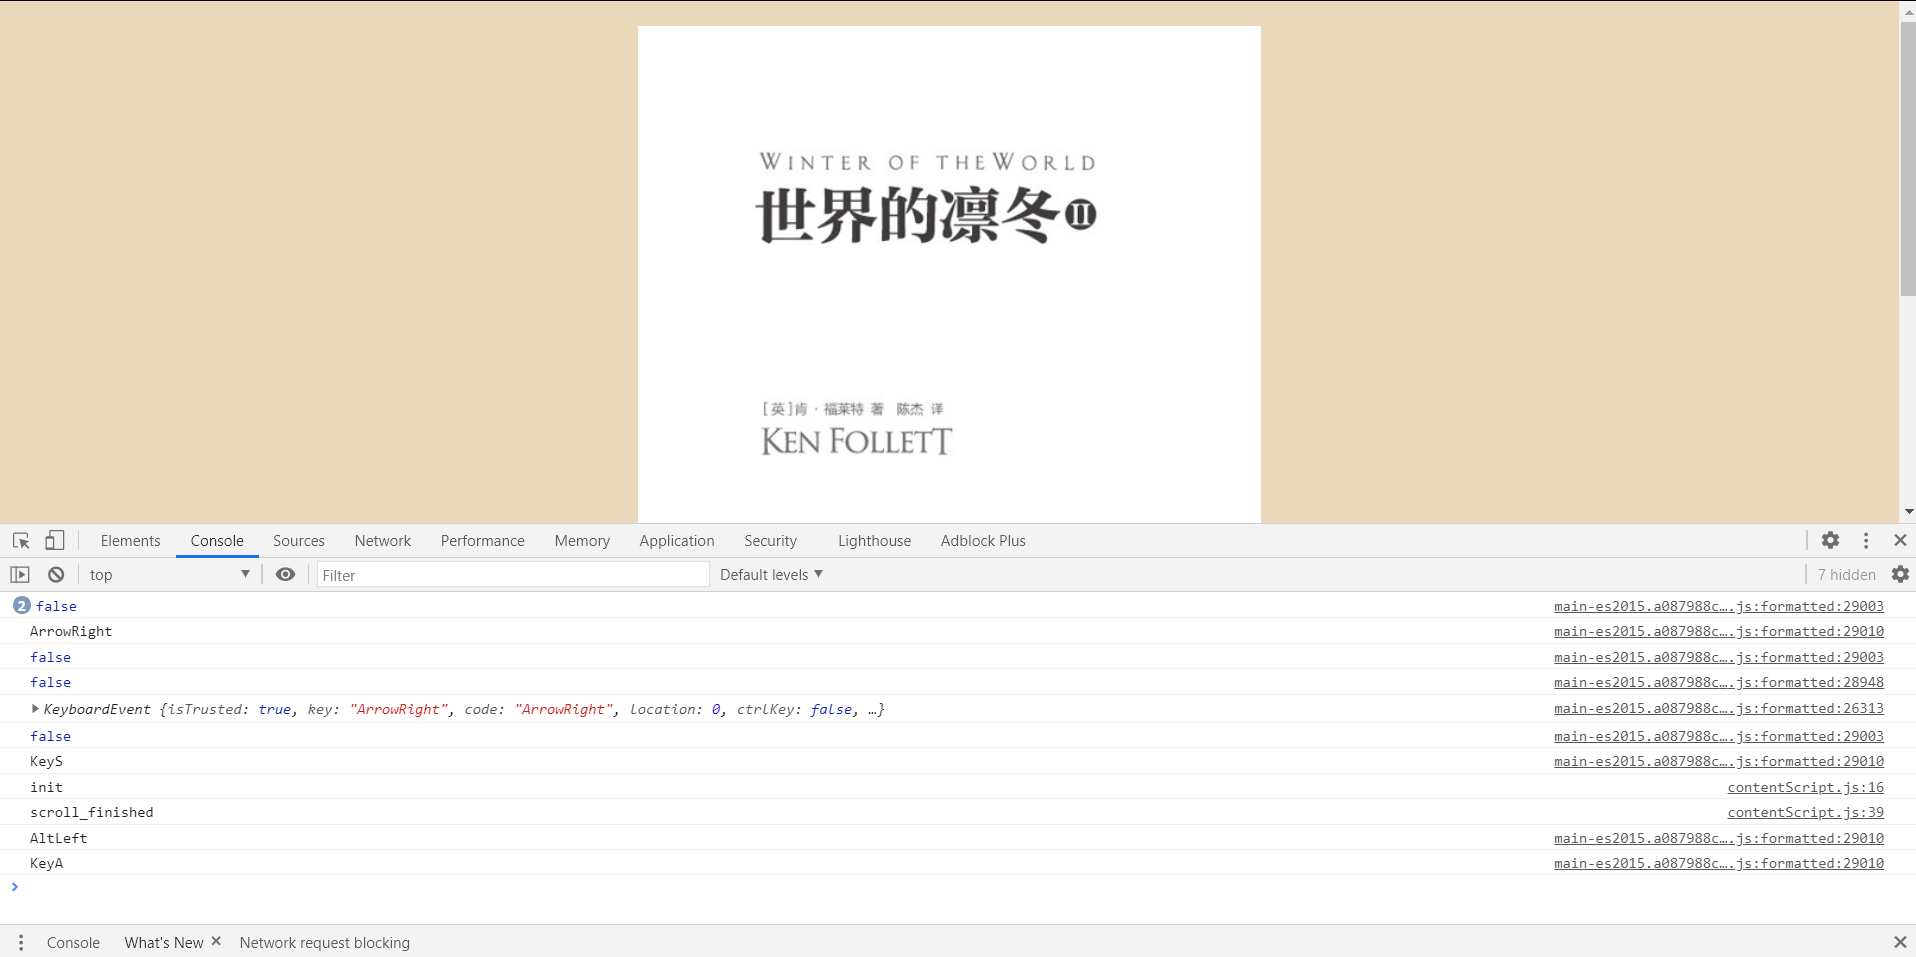 WINTER OF THE WORLD
世界的凛冬II
[英]肯·福莱特 著 陈杰 译
KEN FOLLETT
Elements Console Sources Network Performance Memory Application Security Lighthouse Adblock Plus
top Filter Default levels 7 hidden
2 false main-es2015.a087988c….js:formatted:29003
ArrowRight main-es2015.a087988c….js:formatted:29010
false main-es2015.a087988c….js:formatted:29003
false main-es2015.a087988c….js:formatted:28948
KeyboardEvent {isTrusted: true, key: "ArrowRight", code: "ArrowRight", location: 0, ctrlKey: false, …} main-es2015.a087988c….js:formatted:26313
false main-es2015.a087988c….js:formatted:29003
KeyS main-es2015.a087988c….js:formatted:29010
init contentScript.js:16
scroll_finished contentScript.js:39
AltLeft main-es2015.a087988c….js:formatted:29010
KeyA main-es2015.a087988c….js:formatted:29010
Console What's New Network request blocking